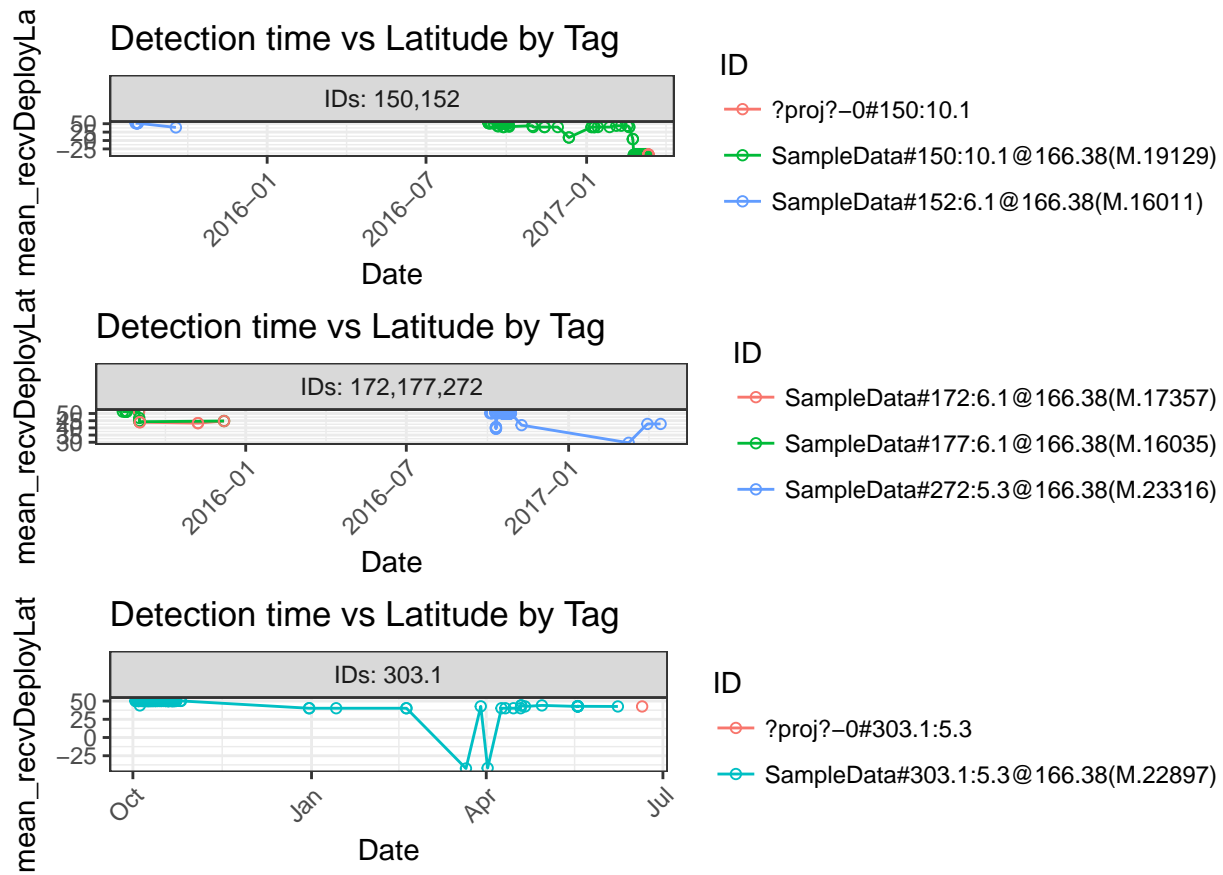 Detection time vs Latitude by Tag
mean_recvDeployLa
IDs: 150,152
50
25
0
−25
2016−01
2016−07
2017−01
Date
ID
?proj?−0#150:10.1
SampleData#150:10.1@166.38(M.19129)
SampleData#152:6.1@166.38(M.16011)
Detection time vs Latitude by Tag
mean_recvDeployLat
IDs: 172,177,272
50
45
40
35
30
2016−01
2016−07
2017−01
Date
ID
SampleData#172:6.1@166.38(M.17357)
SampleData#177:6.1@166.38(M.16035)
SampleData#272:5.3@166.38(M.23316)
Detection time vs Latitude by Tag
mean_recvDeployLat
IDs: 303.1
50
25
0
−25
Oct
Jan
Apr
Jul
Date
ID
?proj?−0#303.1:5.3
SampleData#303.1:5.3@166.38(M.22897)